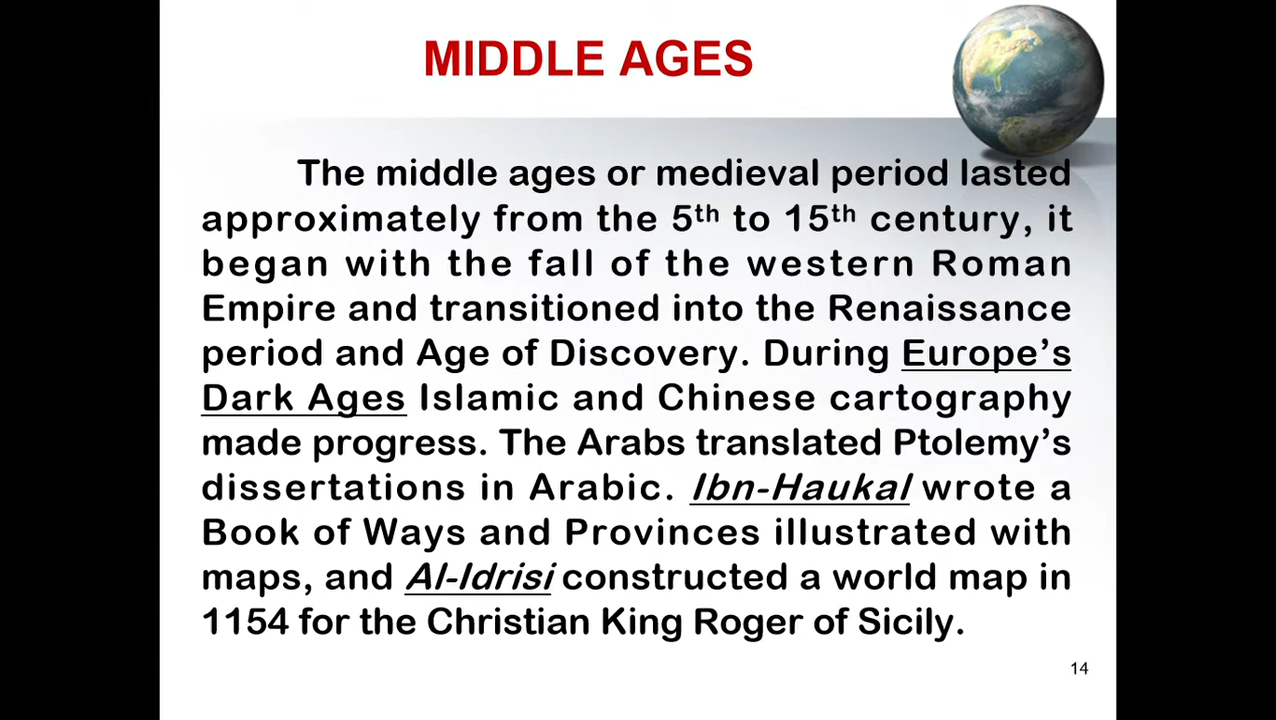 MIDDLE AGES
The middle ages or medieval period lasted
approximately from the 5th to 15th century, it
began with the fall of the western Roman
Empire and transitioned into the Renaissance
period and Age of Discovery. During Europe’s
Dark Ages Islamic and Chinese cartography
made progress. The Arabs translated Ptolemy’s
dissertations in Arabic. Ibn-Haukal wrote a
Book of Ways and Provinces illustrated with
maps, and Al-Idrisi constructed a world map in
1154 for the Christian King Roger of Sicily.
14